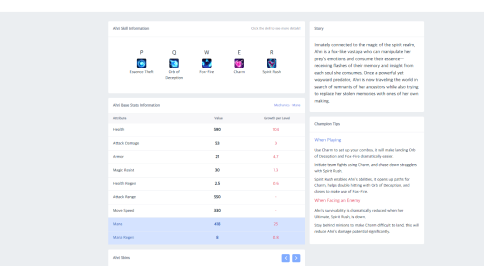 Ahri Skill Information
Click the skill to see more details
P Q W E R
Essence Theft
Orb of Deception
Fox-Fire
Charm
Spirit Rush
Ahri Base Stats Information
Attribute Value Growth per Level
Health 590
Attack Damage 53 3
Armor 21 4.7
Magic Resist 30 1.3
Health Regen 2.5 0.6
Attack Range 550 -
Move Speed 330 -
Mana 418 25
Mana Regen 8 0.8
Ahri Skins
Story
Innately connected to the magic of the spirit realm,
Ahri is a fox-like vastaya who can manipulate her
prey's emotions and consume their essence—
receiving flashes of their memory and insight from
each soul she consumes. Once a powerful yet
wayward predator, Ahri is now traveling the world in
search of remnants of her ancestors while also trying
to replace her stolen memories with ones of her own
making.
Champion Tips
When Playing
Use Charm to set up your combos, it will make landing Orb
of Deception and Fox-Fire dramatically easier.
Initiate team fights using Charm, and chase down stragglers
with Spirit Rush.
Spirit Rush enables Ahri's abilities, it opens up paths for
Charm, helps double hitting with Orb of Deception, and
dives to make use of Fox-Fire.
When Facing an Enemy
Ahri's survivability is dramatically reduced when her
Ultimate, Spirit Rush, is down.
Stay behind minions to make Charm difficult to land, this will
reduce Ahri's damage potential significantly.